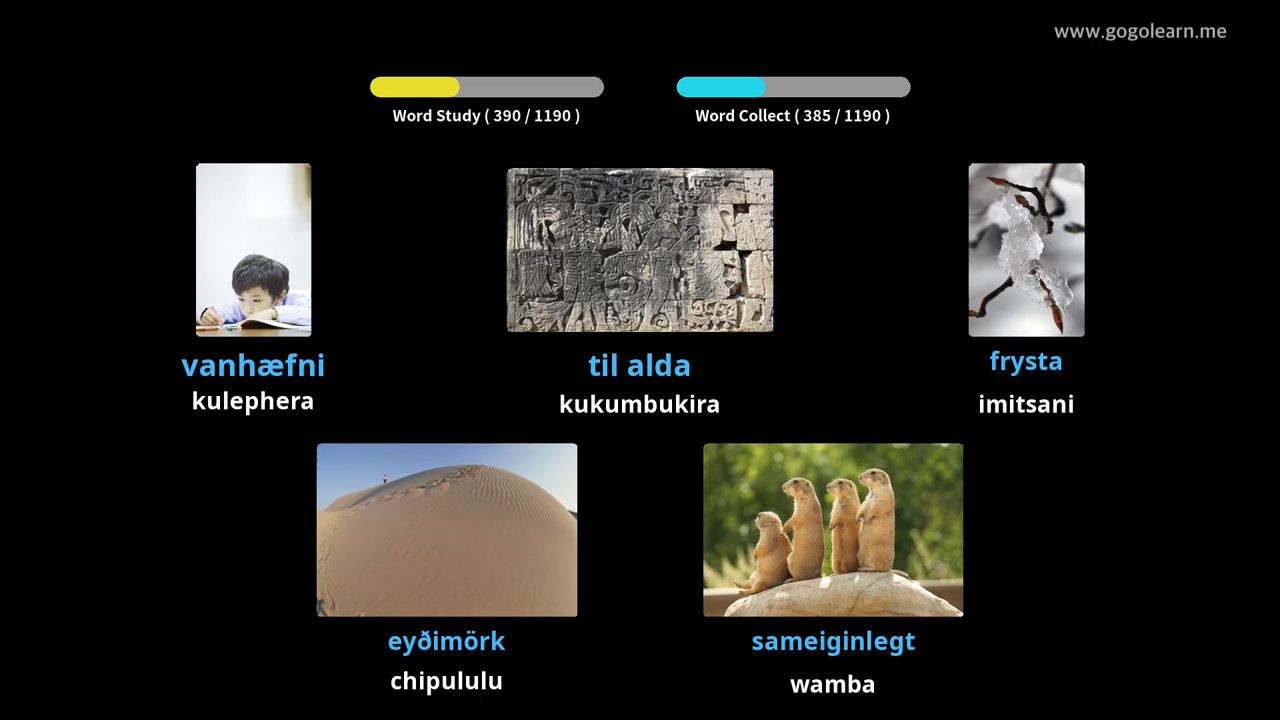 www.gogolearn.me
Word Study ( 390 / 1190 )
Word Collect ( 385 / 1190 )
vanhæfni
kulephera
til alda
kukumbukira
frysta
imitsani
eyðimörk
chipululu
sameiginlegt
wamba